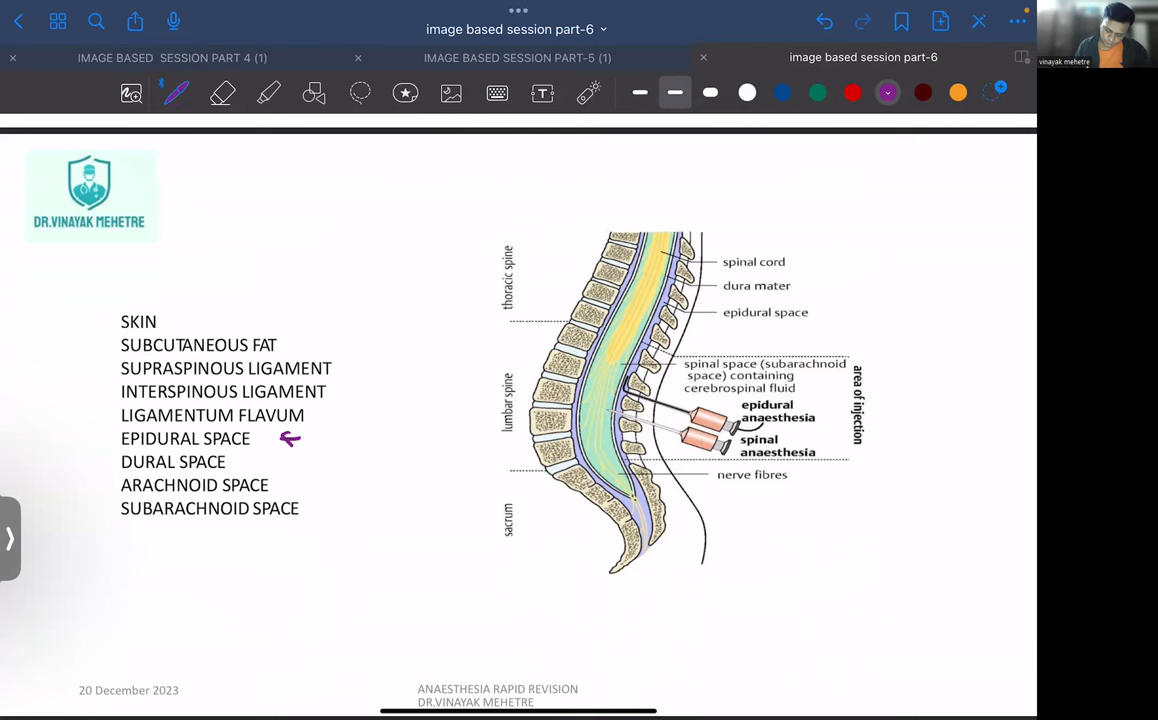 image based session part-6
vinayak mehetre
IMAGE BASED SESSION PART 4 (1)
IMAGE BASED SESSION PART-5 (1)
image based session part-6
DR.VINAYAK MEHETRE
SKIN
SUBCUTANEOUS FAT
SUPRASPINOUS LIGAMENT
INTERSPINOUS LIGAMENT
LIGAMENTUM FLAVUM
EPIDURAL SPACE
DURAL SPACE
ARACHNOID SPACE
SUBARACHNOID SPACE
thoracic spine
lumbar spine
sacrum
spinal cord
dura mater
epidural space
spinal space (subarachnoid
space) containing
cerebrospinal fluid
epidural
anaesthesia
spinal
anaesthesia
nerve fibres
area of injection
20 December 2023
ANAESTHESIA RAPID REVISION
DR.VINAYAK MEHETRE